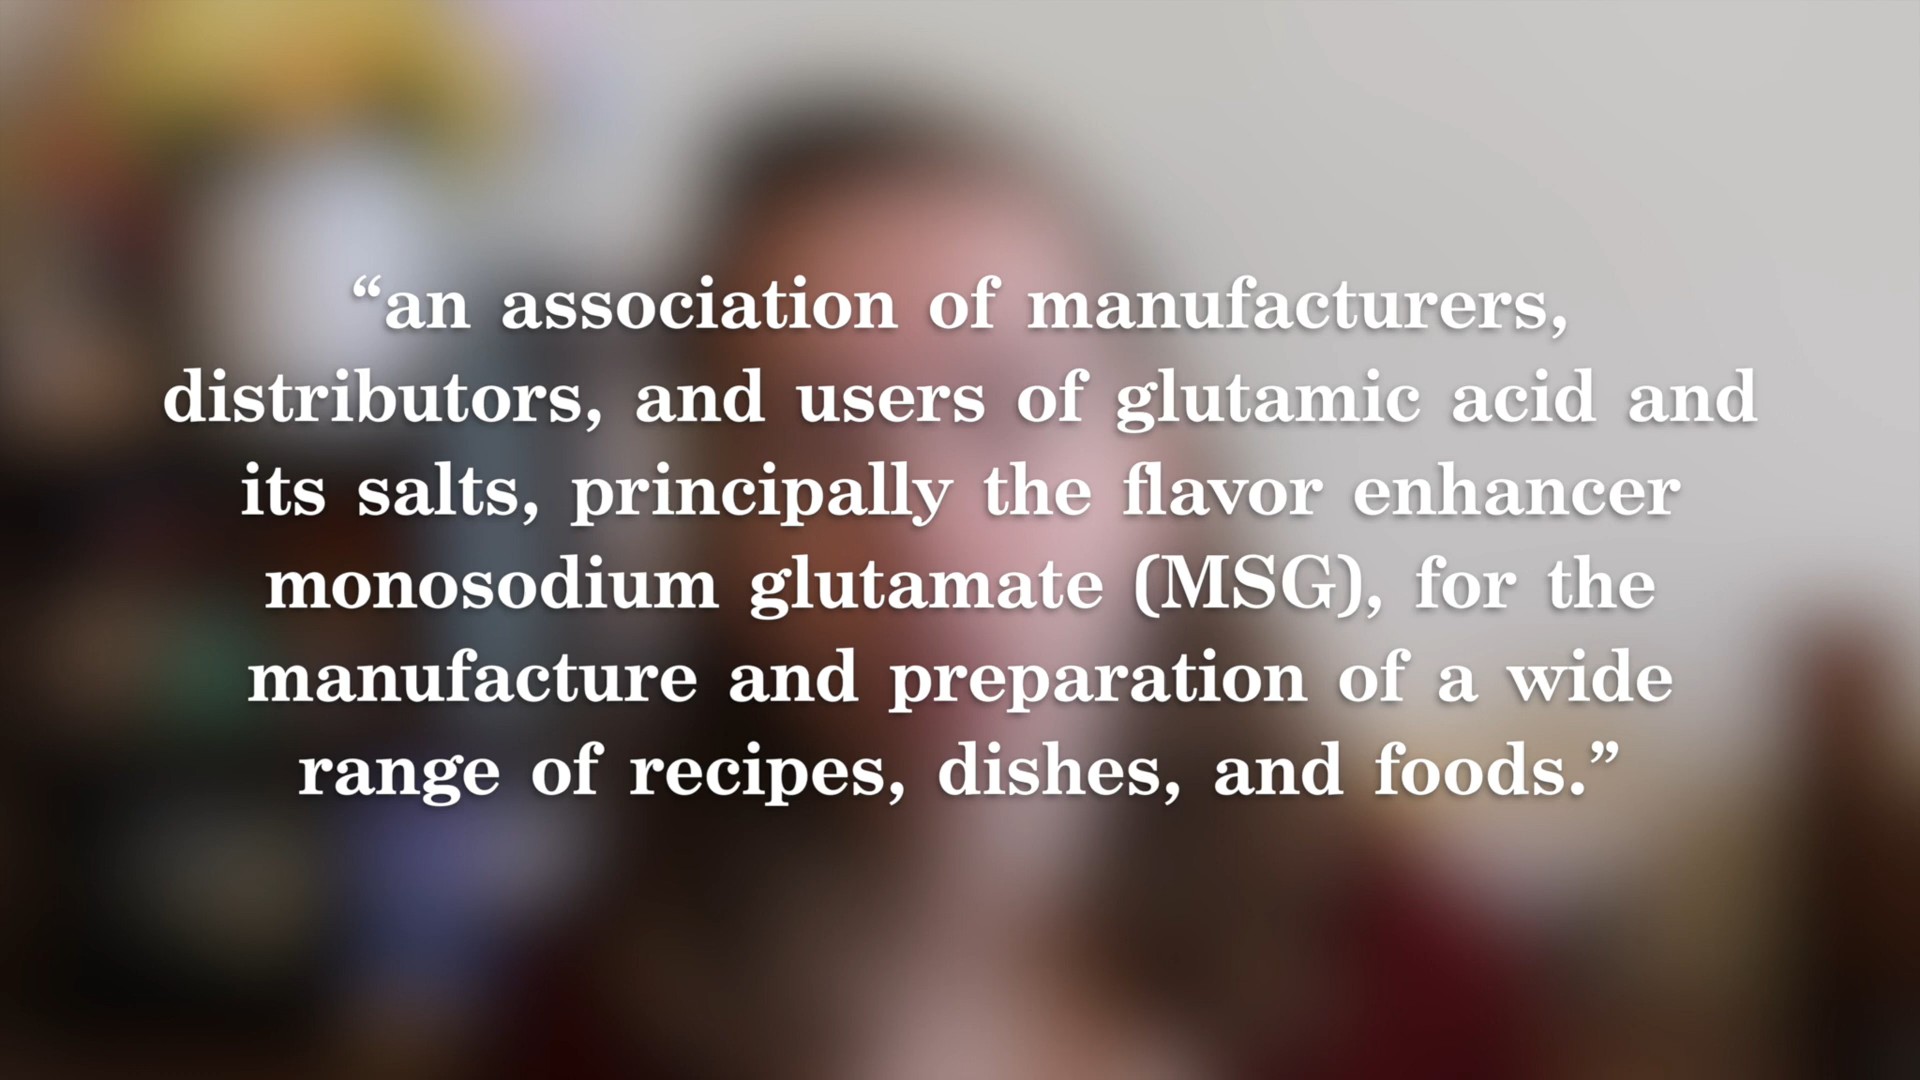 “an association of manufacturers,
distributors, and users of glutamic acid and
its salts, principally the flavor enhancer
monosodium glutamate (MSG), for the
manufacture and preparation of a wide
range of recipes, dishes, and foods.”